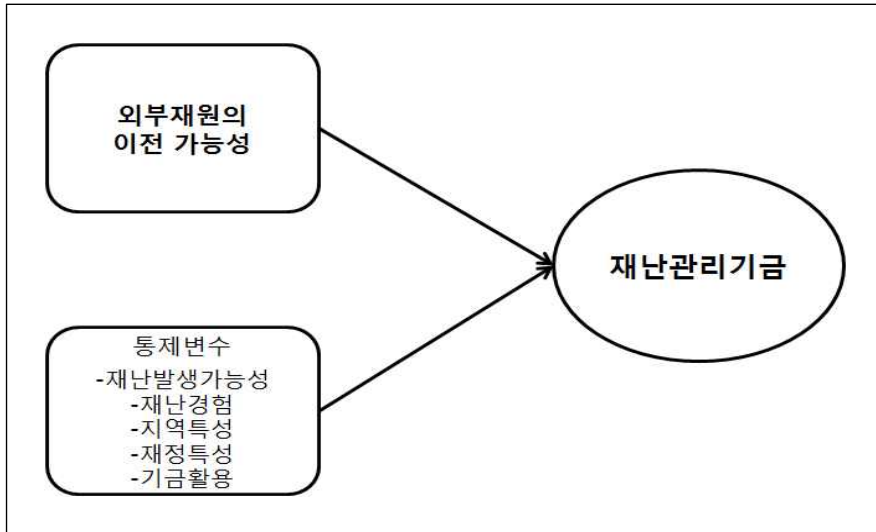 외부재원의
이전 가능성
재난관리기금
통제변수
-재난발생가능성
-재난경험
-지역특성
-재정특성
-기금활용